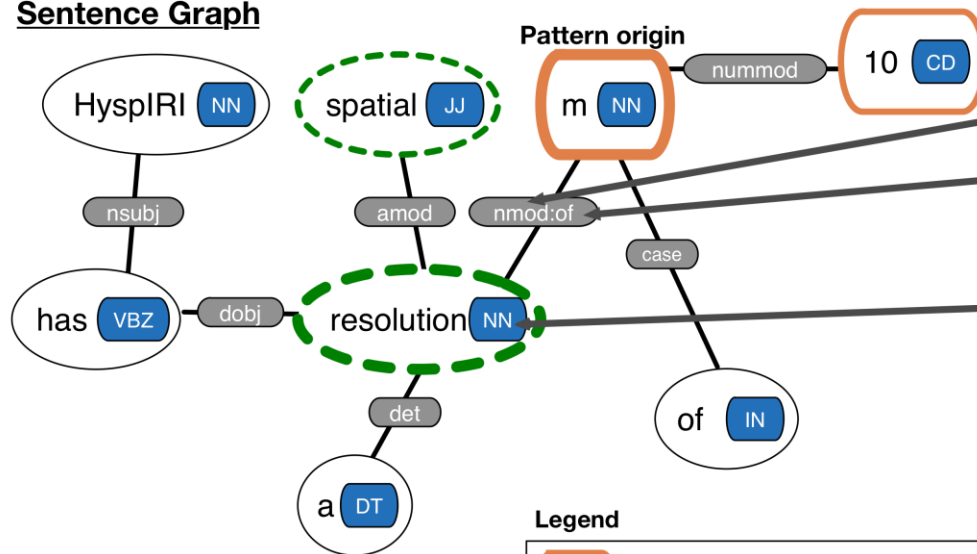 Sentence Graph
Pattern origin
HyspIRI NN
spatial JJ
m NN
nummod
10 CD
nsubj
amod
nmod:of
case
has VBZ
dobj
resolution NN
det
of IN
a DT
Legend